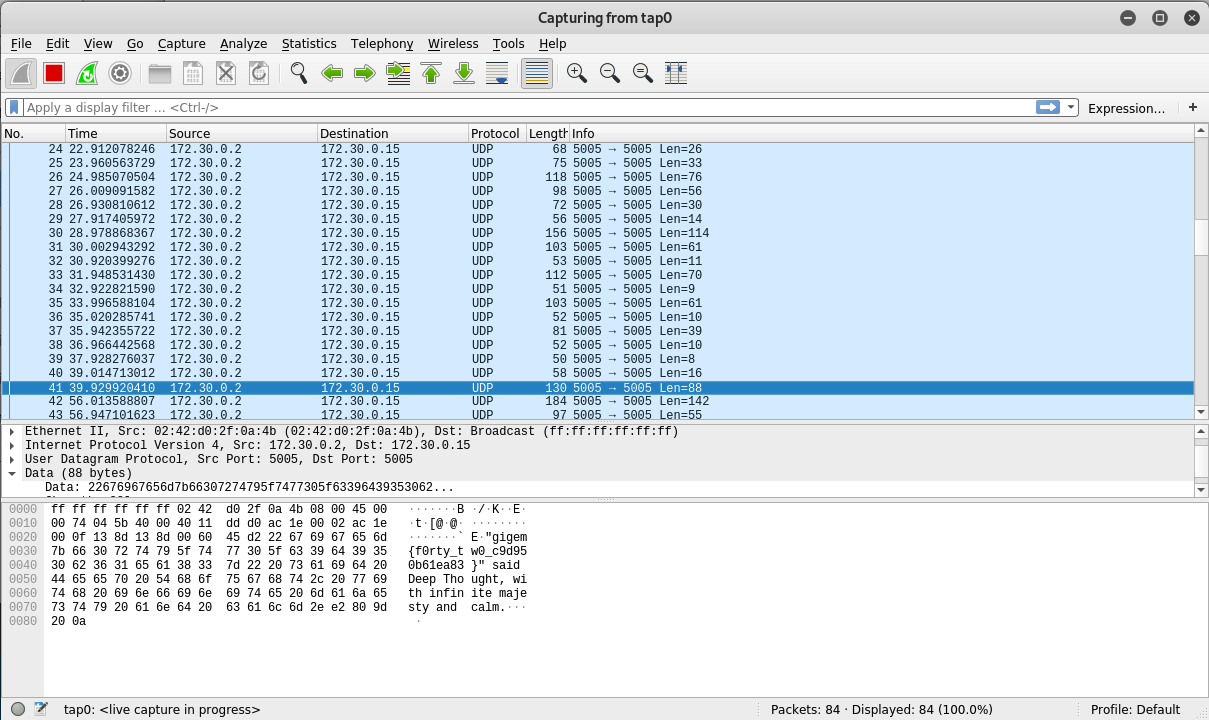 Capturing from tap0
File Edit View Go Capture Analyze Statistics Telephony Wireless Tools Help
Apply a display filter ... <Ctrl-/> Expression... +
No. Time Source Destination Protocol Length Info
24 22.912078246 172.30.0.2 172.30.0.15 UDP 68 5005 → 5005 Len=26
25 23.960563729 172.30.0.2 172.30.0.15 UDP 75 5005 → 5005 Len=33
26 24.985070504 172.30.0.2 172.30.0.15 UDP 118 5005 → 5005 Len=76
27 26.009091582 172.30.0.2 172.30.0.15 UDP 98 5005 → 5005 Len=56
28 26.930810612 172.30.0.2 172.30.0.15 UDP 72 5005 → 5005 Len=30
29 27.917405972 172.30.0.2 172.30.0.15 UDP 56 5005 → 5005 Len=14
30 28.978868367 172.30.0.2 172.30.0.15 UDP 156 5005 → 5005 Len=114
31 30.002943292 172.30.0.2 172.30.0.15 UDP 103 5005 → 5005 Len=61
32 30.920399276 172.30.0.2 172.30.0.15 UDP 53 5005 → 5005 Len=11
33 31.948531430 172.30.0.2 172.30.0.15 UDP 112 5005 → 5005 Len=70
34 32.922821590 172.30.0.2 172.30.0.15 UDP 51 5005 → 5005 Len=9
35 33.996588104 172.30.0.2 172.30.0.15 UDP 103 5005 → 5005 Len=61
36 35.020285741 172.30.0.2 172.30.0.15 UDP 52 5005 → 5005 Len=10
37 35.942355722 172.30.0.2 172.30.0.15 UDP 81 5005 → 5005 Len=39
38 36.966442568 172.30.0.2 172.30.0.15 UDP 52 5005 → 5005 Len=10
39 37.928276037 172.30.0.2 172.30.0.15 UDP 50 5005 → 5005 Len=8
40 39.014713012 172.30.0.2 172.30.0.15 UDP 58 5005 → 5005 Len=16
41 39.929920410 172.30.0.2 172.30.0.15 UDP 130 5005 → 5005 Len=88
42 56.013588807 172.30.0.2 172.30.0.15 UDP 184 5005 → 5005 Len=142
43 56.947101623 172.30.0.2 172.30.0.15 UDP 97 5005 → 5005 Len=55
Ethernet II, Src: 02:42:d0:2f:0a:4b (02:42:d0:2f:0a:4b), Dst: Broadcast (ff:ff:ff:ff:ff:ff)
Internet Protocol Version 4, Src: 172.30.0.2, Dst: 172.30.0.15
User Datagram Protocol, Src Port: 5005, Dst Port: 5005
Data (88 bytes)
Data: 22676967656d7b66307274795f7477305f63396439353062...
0000 ff ff ff ff ff ff 02 42 d0 2f 0a 4b 08 00 45 00 ·······B ·/·K··E·
0010 00 74 04 5b 40 00 40 11 dd d0 ac 1e 00 02 ac 1e ·t·[@·@· ········
0020 00 0f 13 8d 13 8d 00 60 45 d2 22 67 69 67 65 6d ·······` E·"gigem
0030 7b 66 30 72 74 79 5f 74 77 30 5f 63 39 64 39 35 {f0rty_t w0_c9d95
0040 30 62 36 31 65 61 38 33 7d 22 20 73 61 69 64 20 0b61ea83 }" said
0050 44 65 65 70 20 54 68 6f 75 67 68 74 2c 20 77 69 Deep Tho ught, wi
0060 74 68 20 69 6e 66 69 6e 69 74 65 20 6d 61 6a 65 th infin ite maje
0070 73 74 79 20 61 6e 64 20 63 61 6c 6d 2e e2 80 9d sty and calm.···
0080 20 0a ·
tap0: <live capture in progress> Packets: 84 · Displayed: 84 (100.0%) Profile: Default